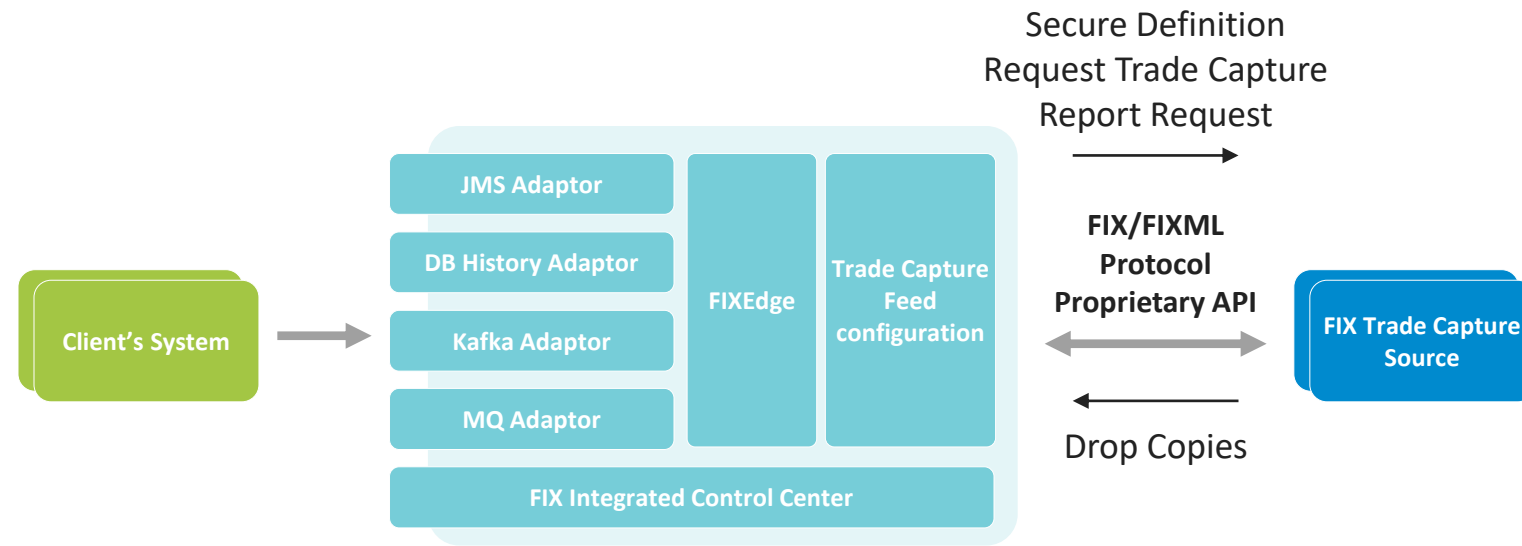 Secure Definition
Request Trade Capture
Report Request
JMS Adaptor
DB History Adaptor
Kafka Adaptor
MQ Adaptor
FIXEdge
Trade Capture
Feed
configuration
FIX Integrated Control Center
Client's System
FIX/FIXML
Protocol
Proprietary API
Drop Copies
FIX Trade Capture
Source